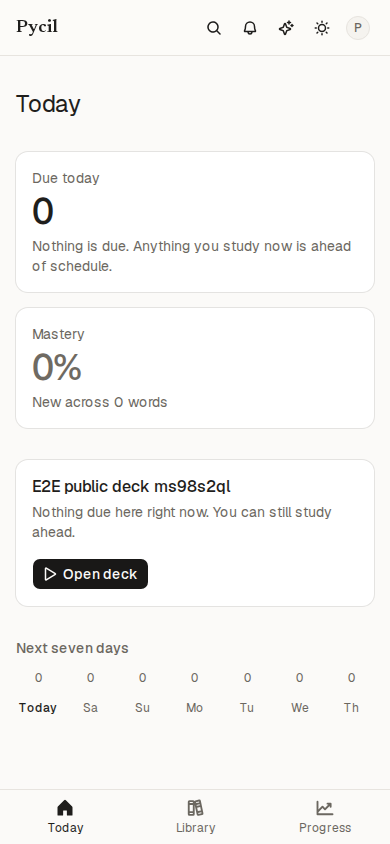 Pycil
P
Today
Due today
0
Nothing is due. Anything you study now is ahead
of schedule.
Mastery
0%
New across 0 words
E2E public deck ms98s2ql
Nothing due here right now. You can still study
ahead.
Open deck
Next seven days
0 0 0 0 0 0 0
Today Sa Su Mo Tu We Th
Today Library Progress